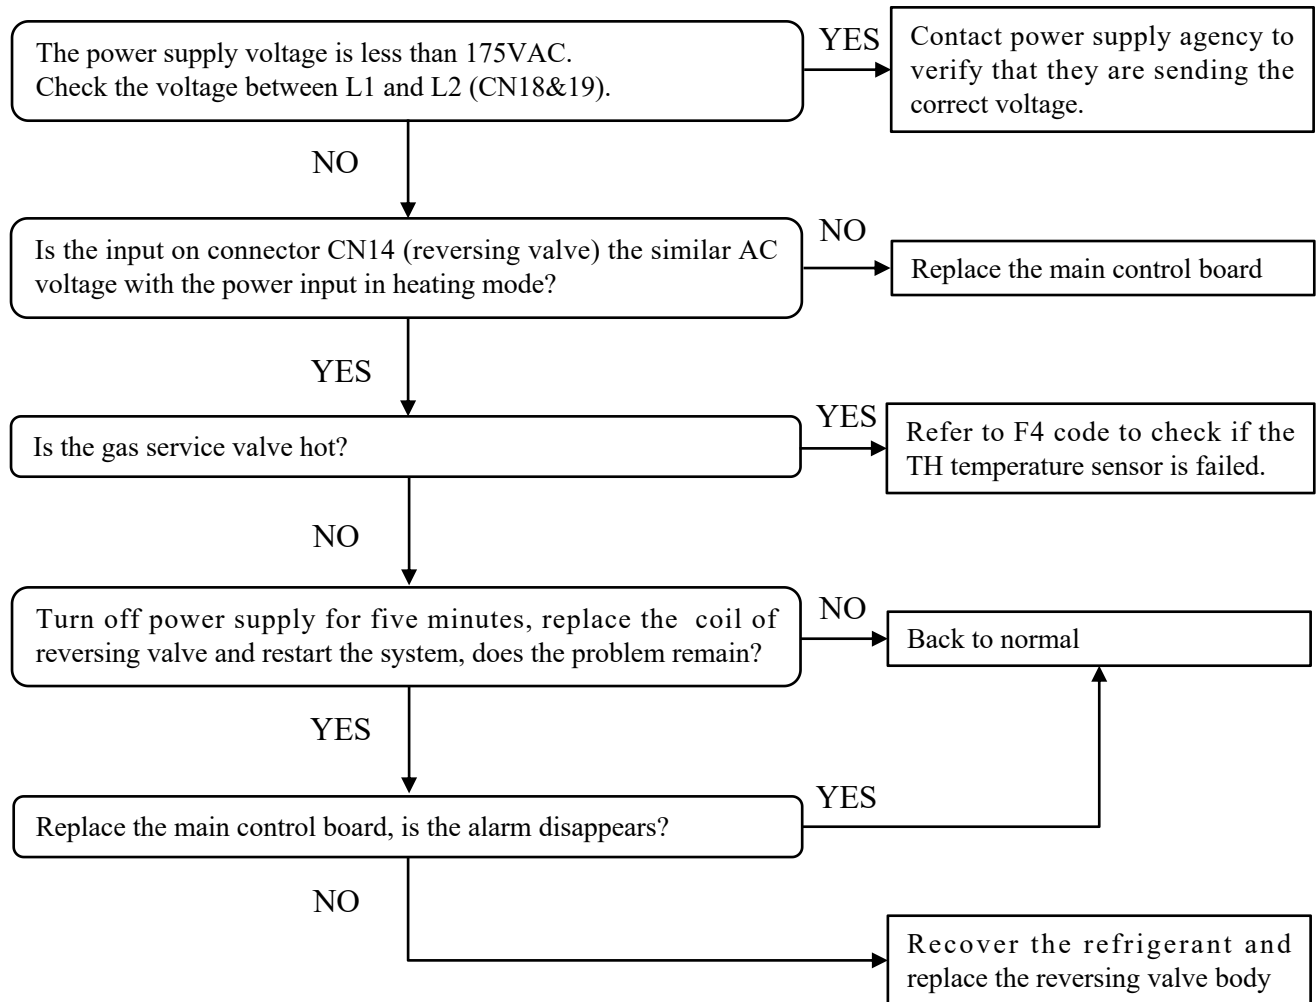 The power supply voltage is less than 175VAC.
Check the voltage between L1 and L2 (CN18&19).
YES
Contact power supply agency to
verify that they are sending the
correct voltage.
NO
Is the input on connector CN14 (reversing valve) the similar AC
voltage with the power input in heating mode?
NO
Replace the main control board
YES
Is the gas service valve hot?
YES
Refer to F4 code to check if the
TH temperature sensor is failed.
NO
Turn off power supply for five minutes, replace the coil of
reversing valve and restart the system, does the problem remain?
NO
Back to normal
YES
Replace the main control board, is the alarm disappears?
YES
NO
Recover the refrigerant and
replace the reversing valve body